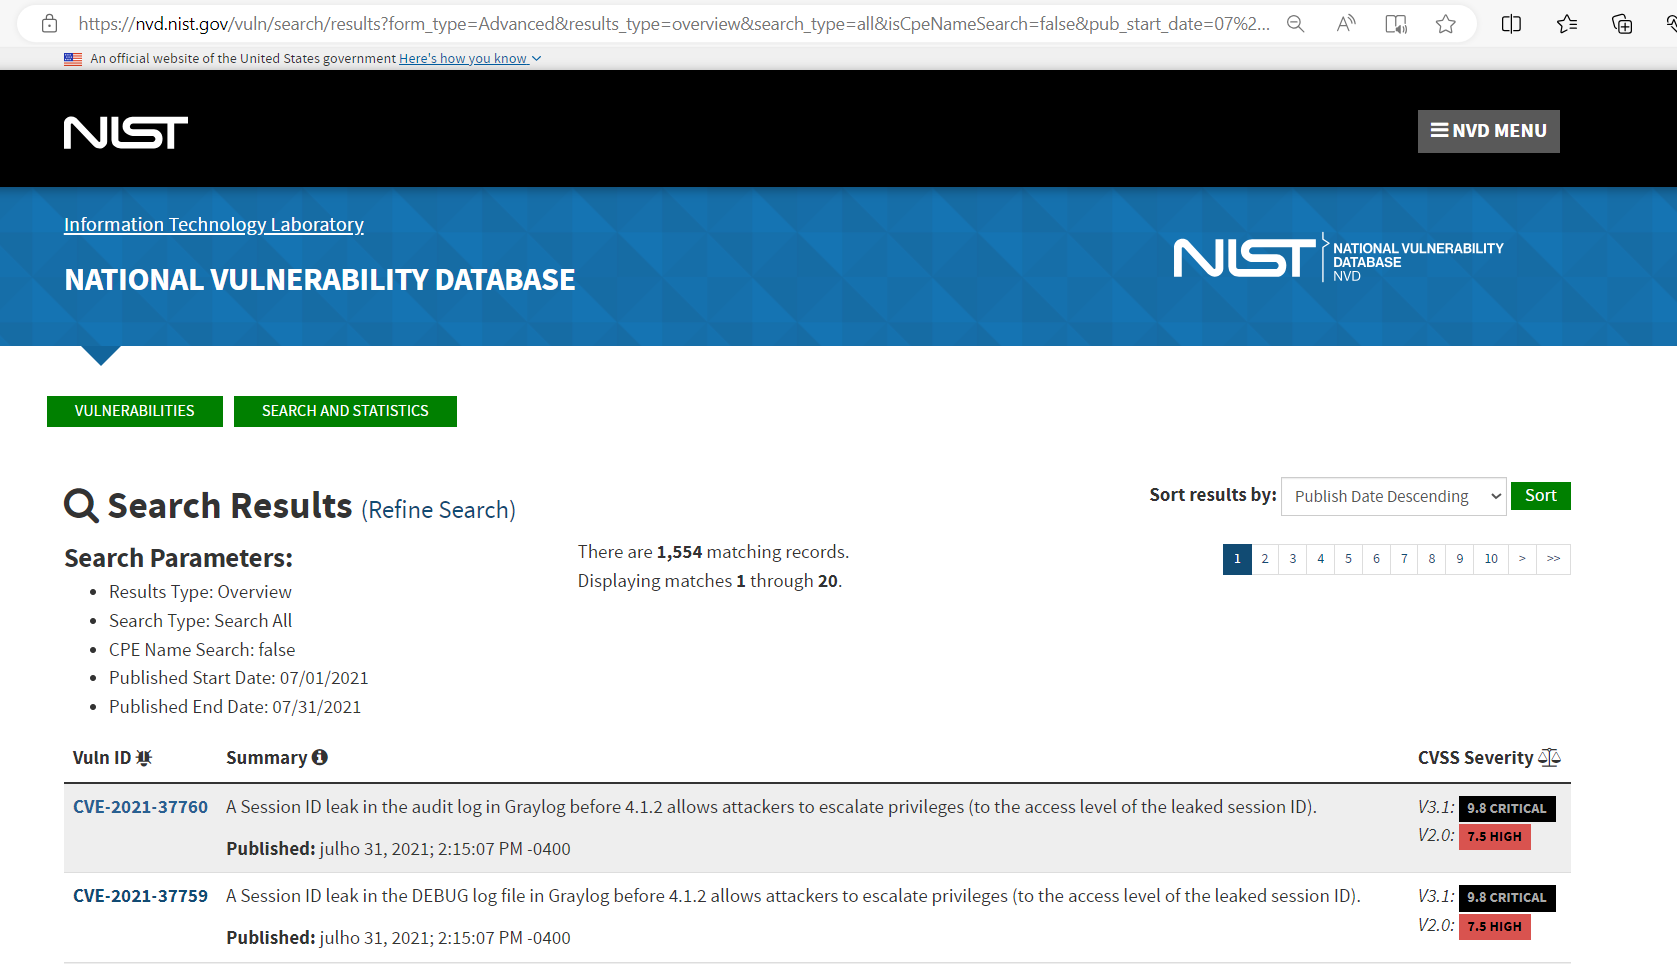 https://nvd.nist.gov/vuln/search/results?form_type=Advanced&results_type=overview&search_type=all&isCpeNameSearch=false&pub_start_date=07%2...
An official website of the United States government Here's how you know
NIST
NVD MENU
Information Technology Laboratory
NATIONAL VULNERABILITY DATABASE
NIST
NATIONAL VULNERABILITY
DATABASE
NVD
VULNERABILITIES
SEARCH AND STATISTICS
Search Results (Refine Search)
Sort results by: Publish Date Descending Sort
Search Parameters:
Results Type: Overview
Search Type: Search All
CPE Name Search: false
Published Start Date: 07/01/2021
Published End Date: 07/31/2021
There are 1,554 matching records.
Displaying matches 1 through 20.
1 2 3 4 5 6 7 8 9 10 > >>
Vuln ID Summary CVSS Severity
CVE-2021-37760 A Session ID leak in the audit log in Graylog before 4.1.2 allows attackers to escalate privileges (to the access level of the leaked session ID). V3.1: 9.8 CRITICAL
V2.0: 7.5 HIGH
Published: julho 31, 2021; 2:15:07 PM -0400
CVE-2021-37759 A Session ID leak in the DEBUG log file in Graylog before 4.1.2 allows attackers to escalate privileges (to the access level of the leaked session ID). V3.1: 9.8 CRITICAL
V2.0: 7.5 HIGH
Published: julho 31, 2021; 2:15:07 PM -0400